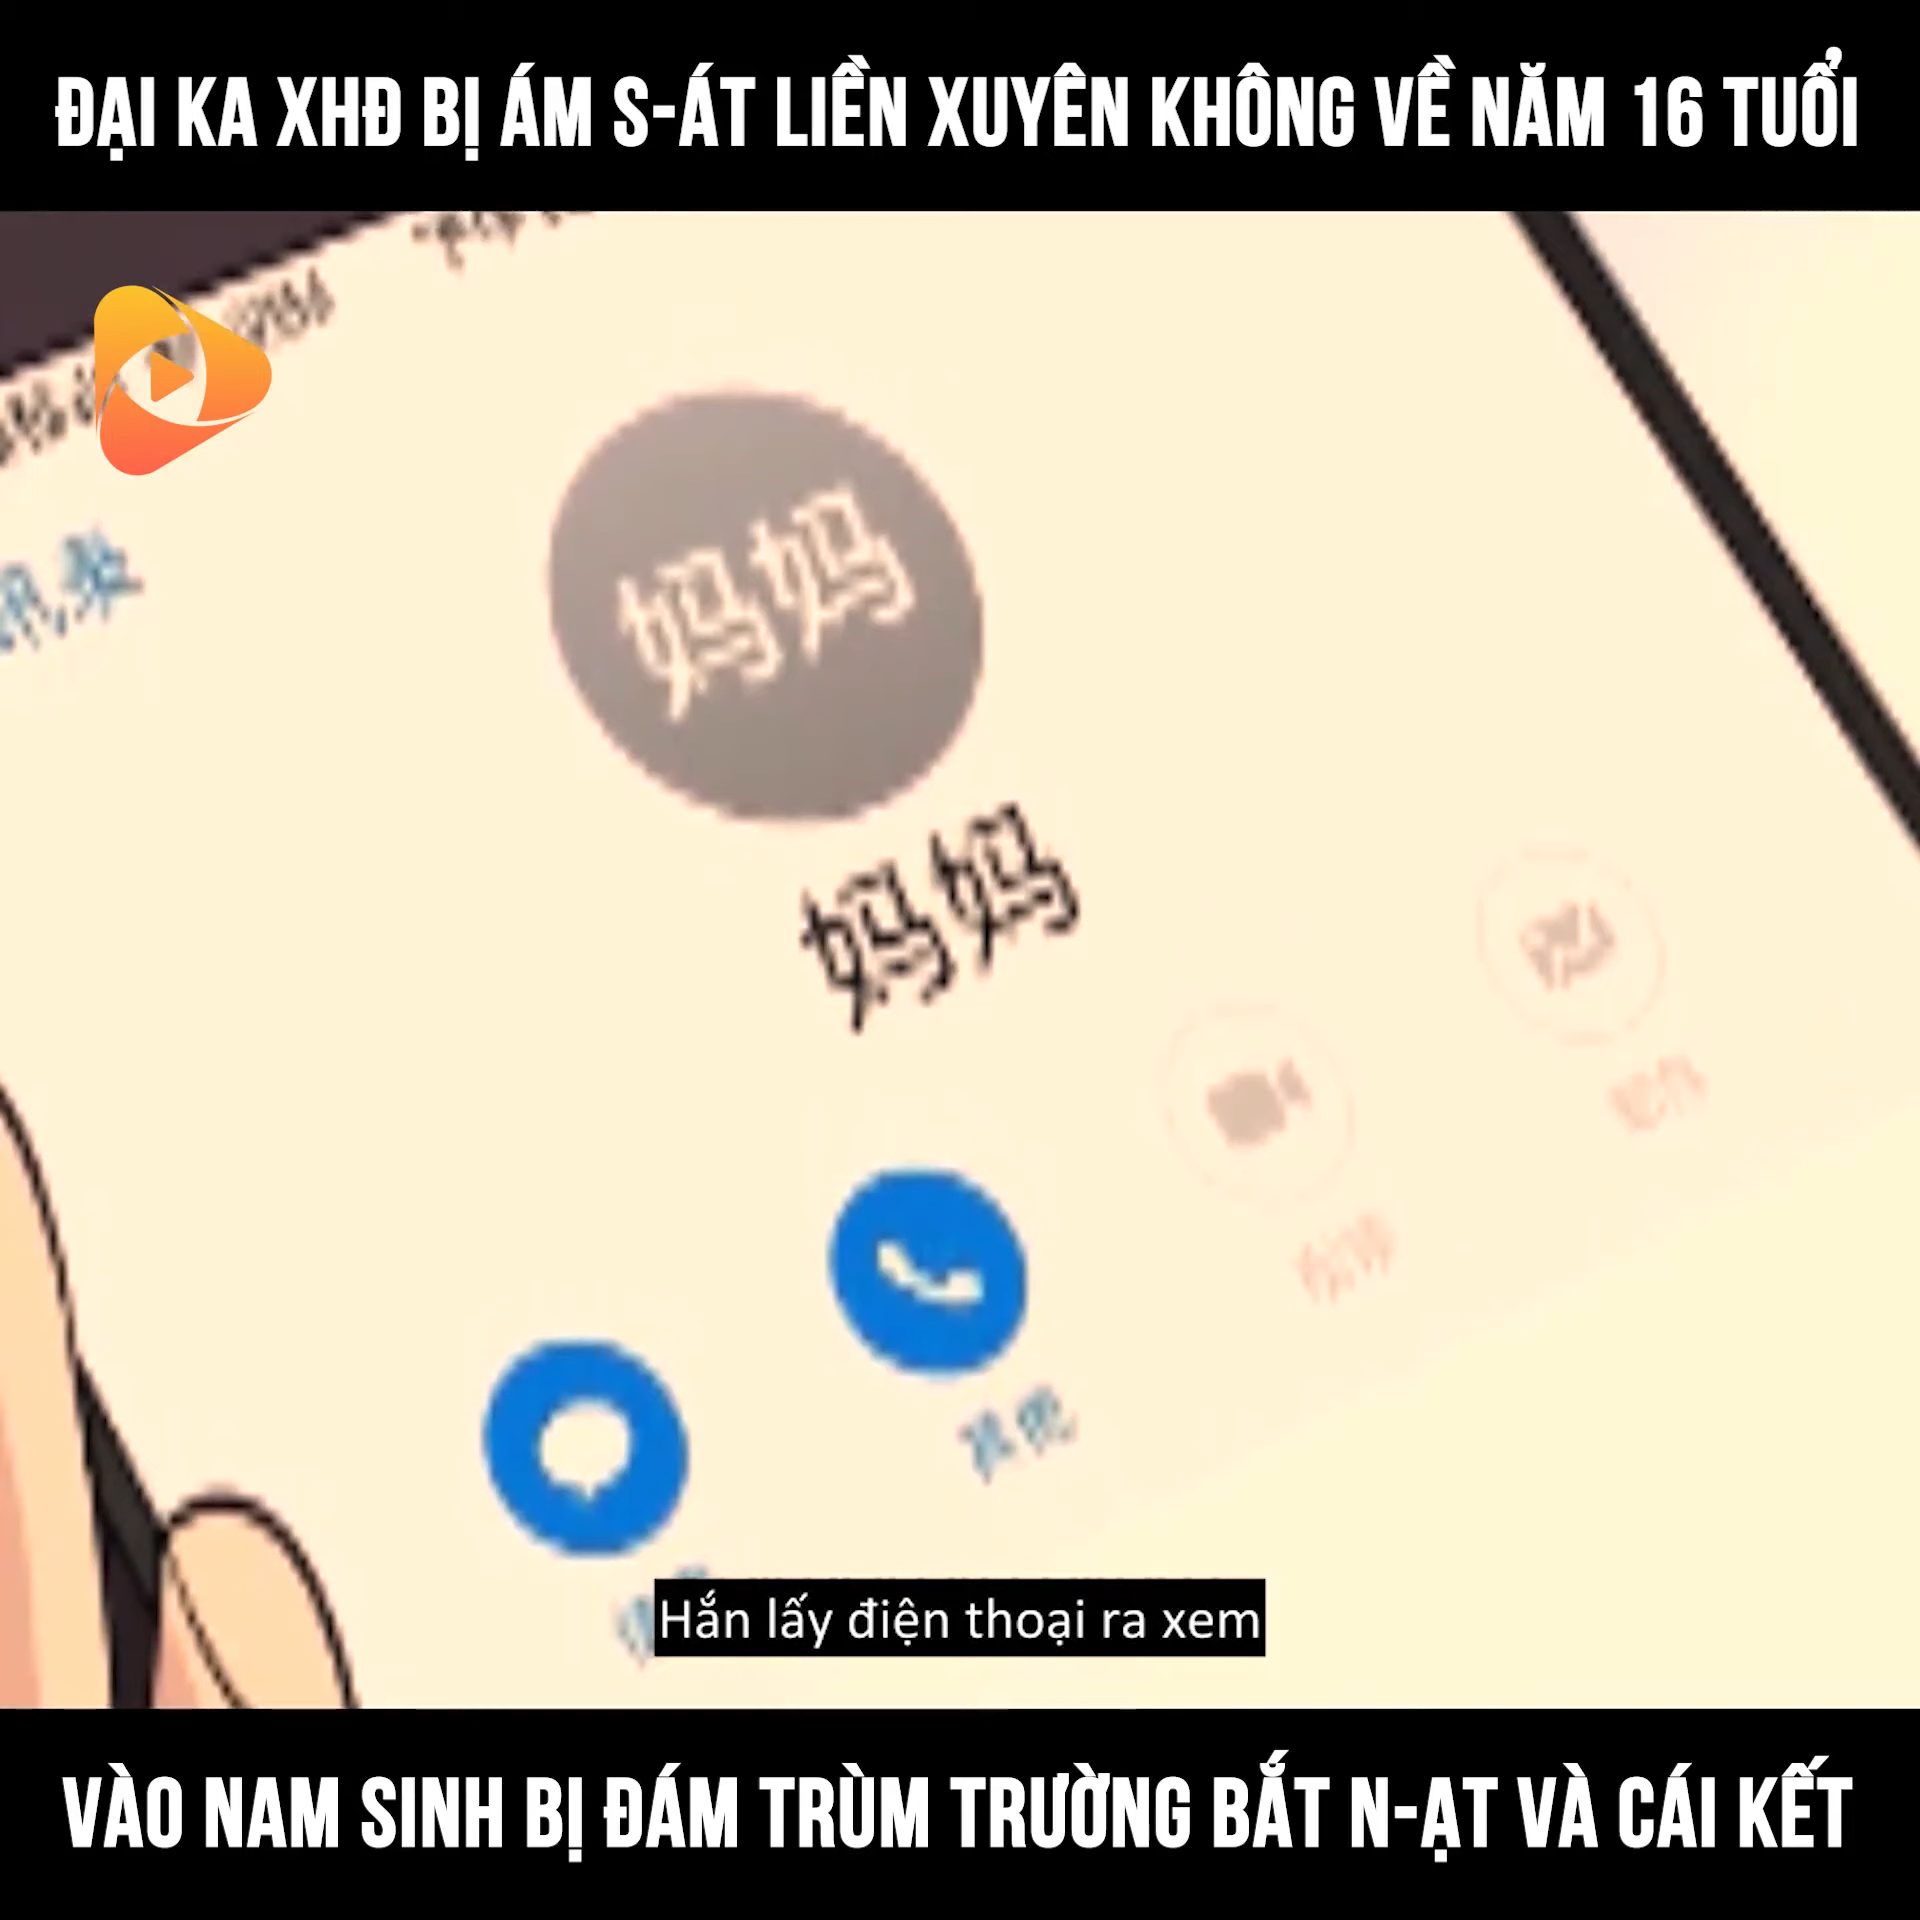 ĐẠI KA XHĐ BỊ ÁM S-ÁT LIỀN XUYÊN KHÔNG VỀ NĂM 16 TUỔI
妈妈
妈妈
Hắn lấy điện thoại ra xem
VÀO NAM SINH BỊ ĐÁM TRÙM TRƯỜNG BẮT N-ẠT VÀ CÁI KẾT